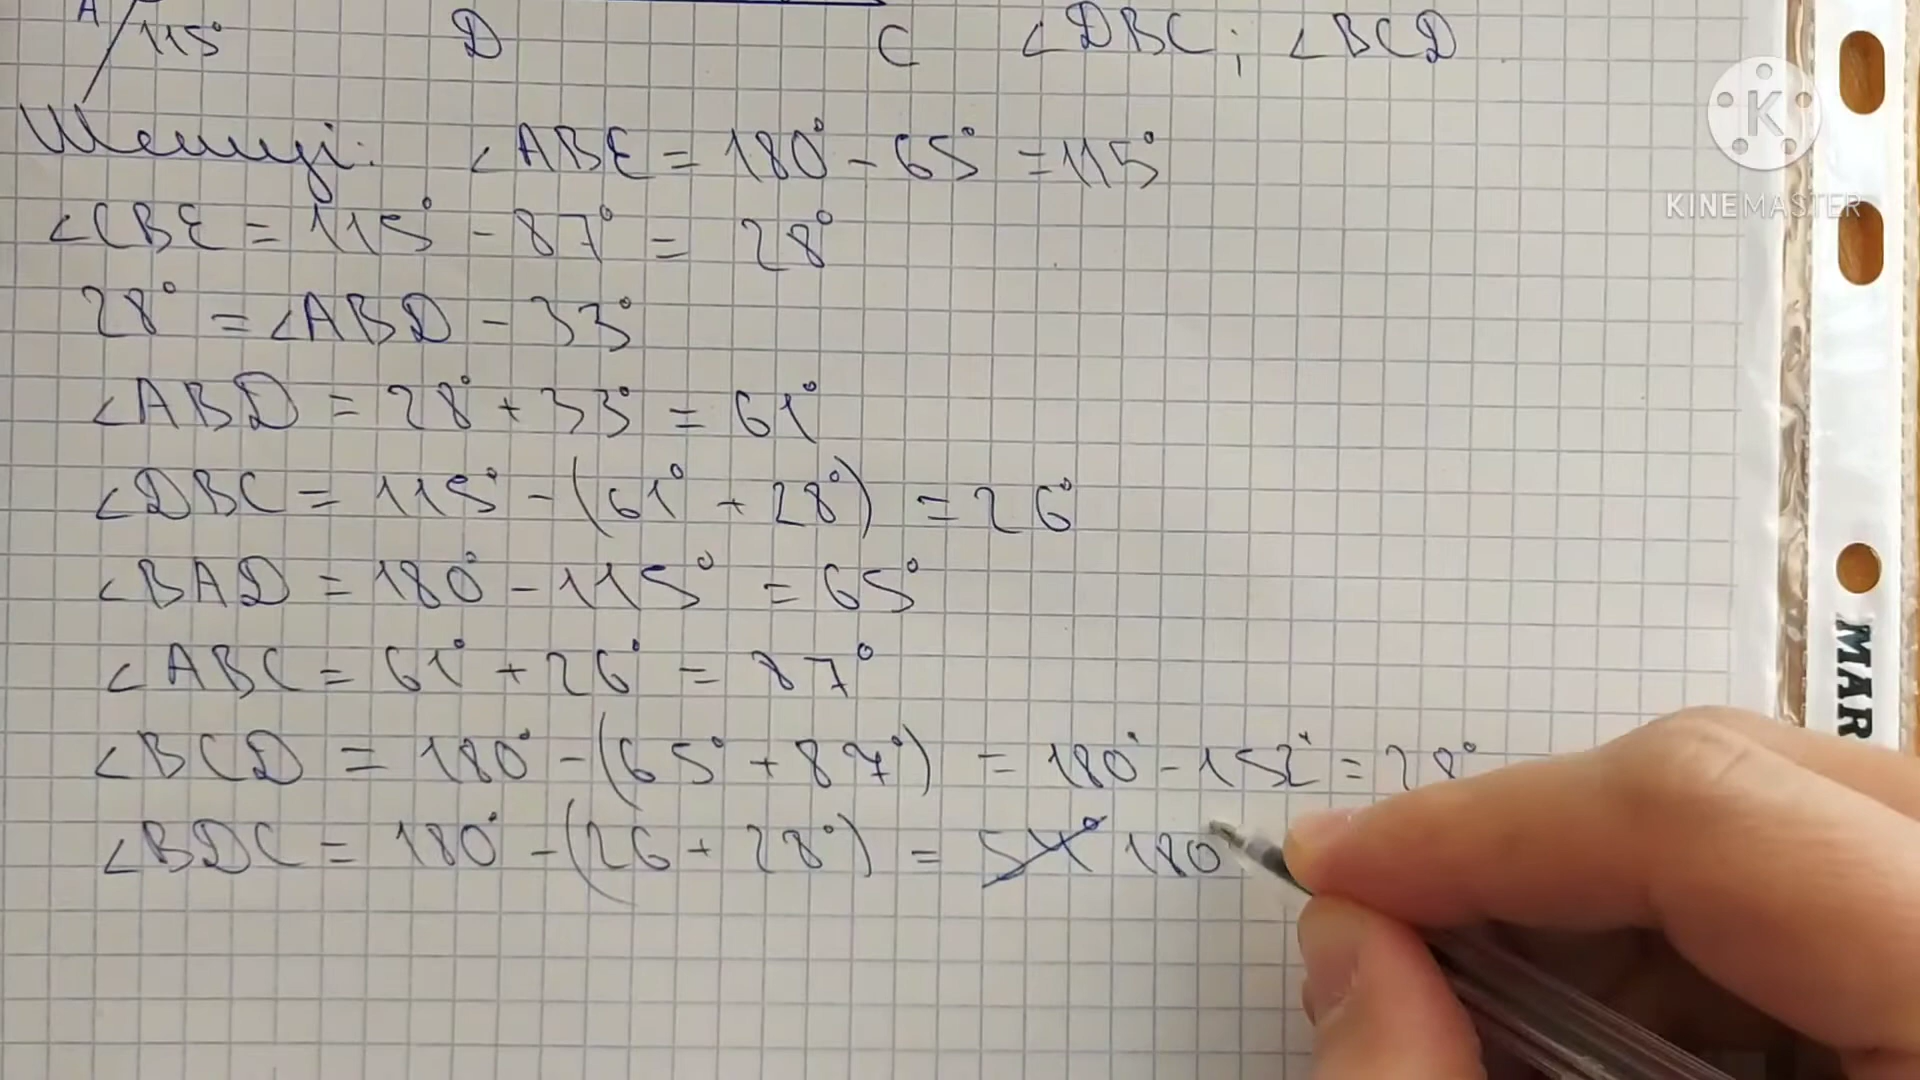 A 115° D C ∠DBC; ∠BCD
Шешуі: ∠ABE = 180° - 65° = 115°
K
KINEMASTER
∠CBE = 115° - 87° = 28°
28° = ∠ABD - 33°
∠ABD = 28° + 33° = 61°
∠DBC = 115° - (61° + 28°) = 26°
∠BAD = 180° - 115° = 65°
∠ABC = 61° + 26° = 87°
∠BCD = 180° - (65° + 87°) = 180° - 152° = 28°
∠BDC = 180° - (26 + 28°) = 54° 180°
MAR